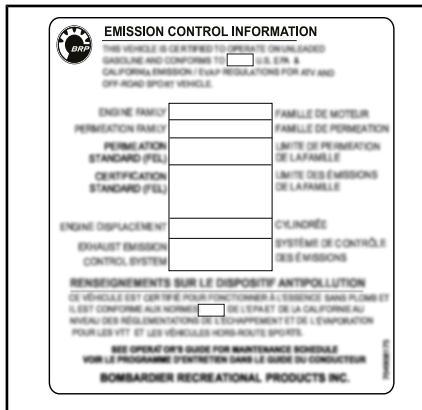 BRP
EMISSION CONTROL INFORMATION
THIS VEHICLE IS CERTIFIED TO OPERATE ON UNLEADED
GASOLINE AND CONFORMS TO U.S. EPA &
CALIFORNIA EMISSION / EVAP REGULATIONS FOR ATV AND
OFF-ROAD SPORT VEHICLE.
ENGINE FAMILY FAMILLE DE MOTEUR
PERMEATION FAMILY FAMILLE DE PERMEATION
PERMEATION LIMITE DE PERMEATION
STANDARD (FEL) DE LA FAMILLE
CERTIFICATION LIMITE DES ÉMISSIONS
STANDARD (FEL) DE LA FAMILLE
ENGINE DISPLACEMENT CYLINDRÉE
EXHAUST EMISSION SYSTÈME DE CONTRÔLE
CONTROL SYSTEM DES ÉMISSIONS
RENSEIGNEMENTS SUR LE DISPOSITIF ANTIPOLLUTION
CE VÉHICULE EST CERTIFIÉ POUR FONCTIONNER À L'ESSENCE SANS PLOMB ET
IL EST CONFORME AUX NORMES DE L'EPA ET DE LA CALIFORNIE AU
NIVEAU DES RÉGLEMENTATIONS DE L'ÉCHAPPEMENT ET DE L'ÉVAPORATION
POUR LES VTT ET LES VÉHICULES HORS-ROUTE SPORTS.
SEE OPERATOR'S GUIDE FOR MAINTENANCE SCHEDULE
VOIR LE PROGRAMME D'ENTRETIEN DANS LE GUIDE DU CONDUCTEUR
BOMBARDIER RECREATIONAL PRODUCTS INC.